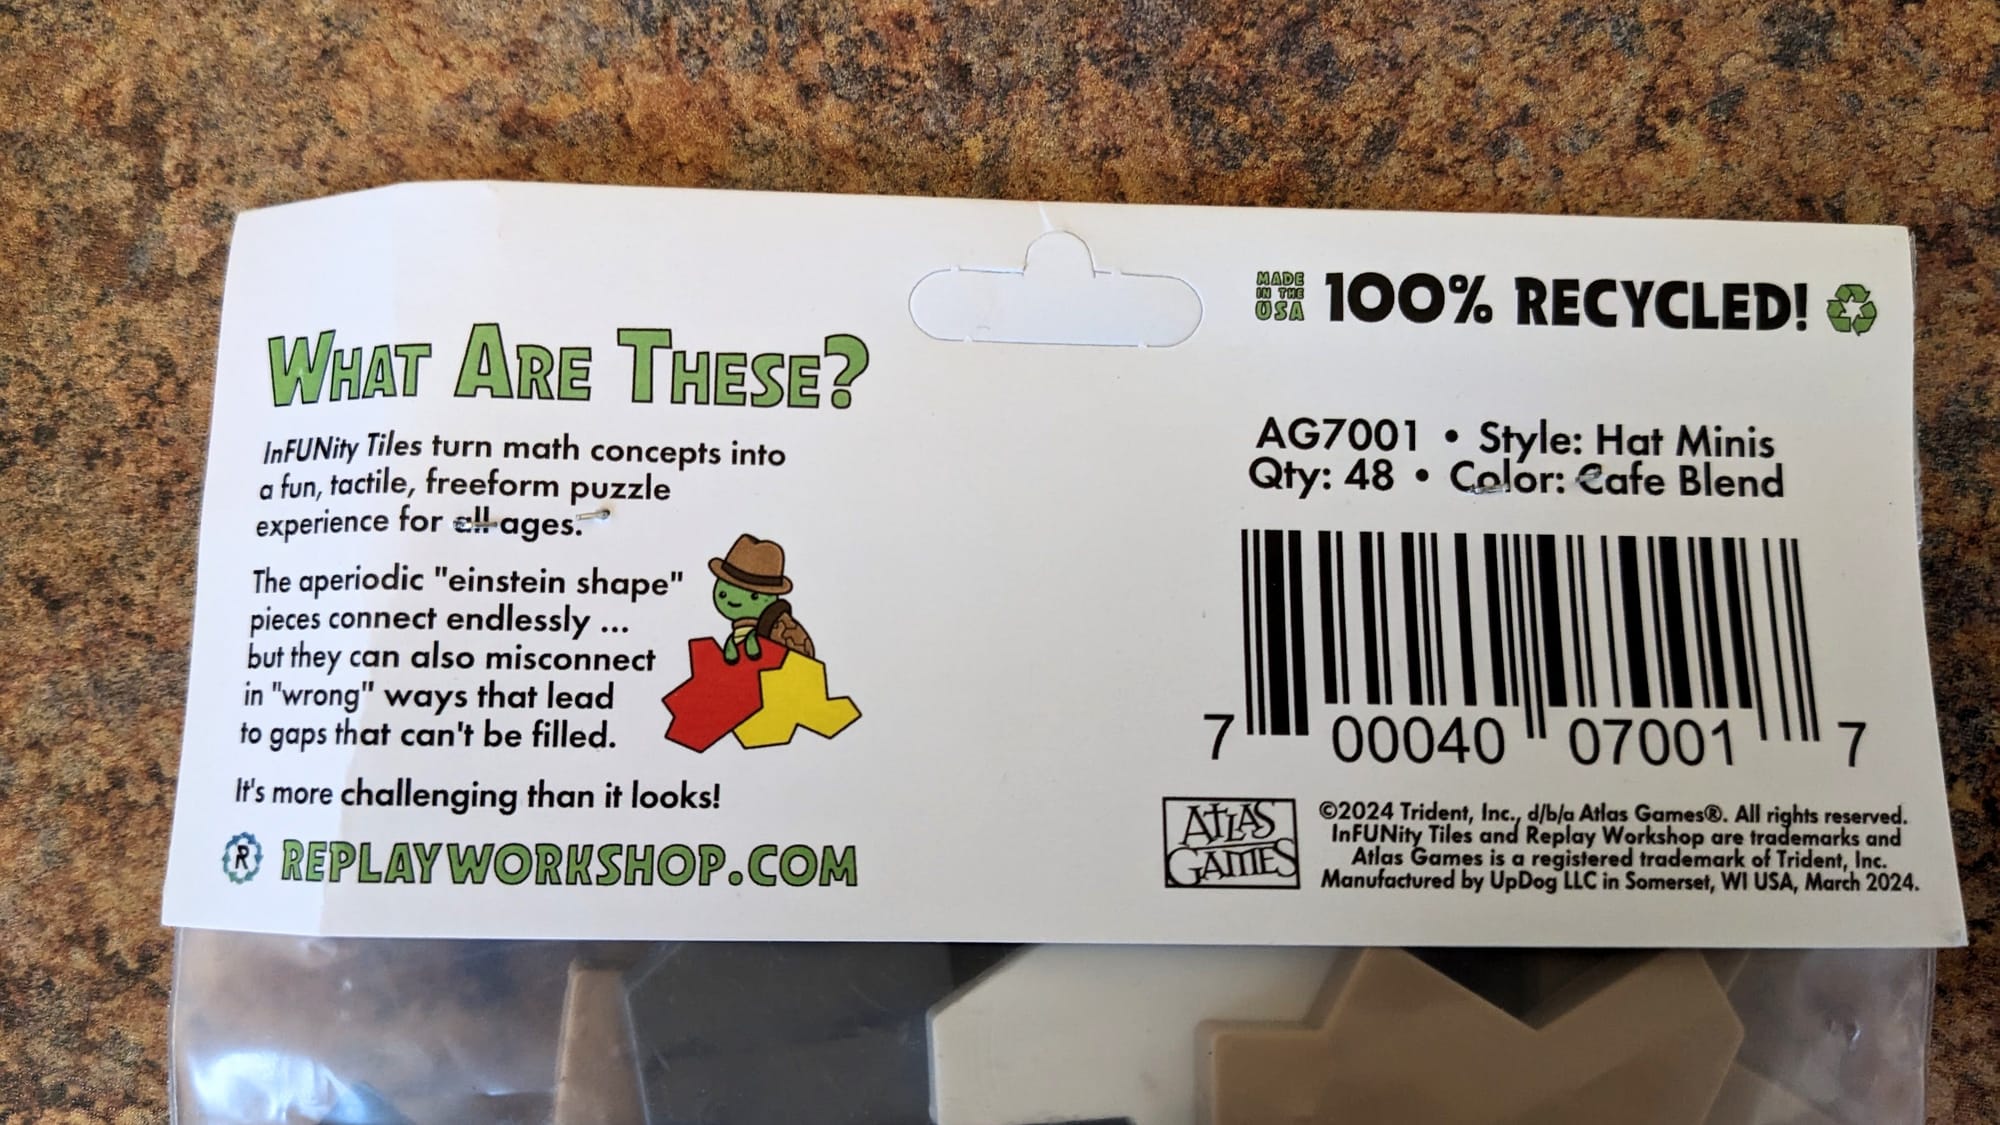 WHAT ARE THESE?
InFUNity Tiles turn math concepts into
a fun, tactile, freeform puzzle
experience for all ages.
The aperiodic "einstein shape"
pieces connect endlessly ...
but they can also misconnect
in "wrong" ways that lead
to gaps that can't be filled.
It's more challenging than it looks!
R REPLAYWORKSHOP.COM
MADE
IN THE
USA
100% RECYCLED!
AG7001 • Style: Hat Minis
Qty: 48 • Color: Cafe Blend
7 00040 07001 7
ATLAS
GAMES
©2024 Trident, Inc., d/b/a Atlas Games®. All rights reserved.
InFUNity Tiles and Replay Workshop are trademarks and
Atlas Games is a registered trademark of Trident, Inc.
Manufactured by UpDog LLC in Somerset, WI USA, March 2024.